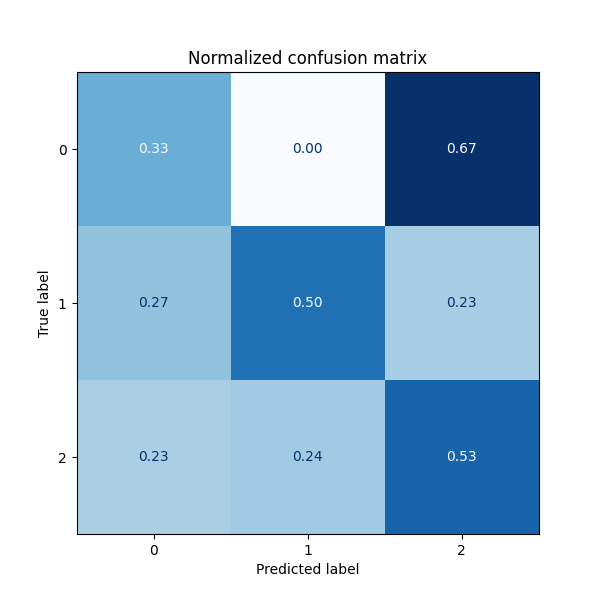 Normalized confusion matrix
True label
0 0.33 0.00 0.67
1 0.27 0.50 0.23
2 0.23 0.24 0.53
0 1 2
Predicted label